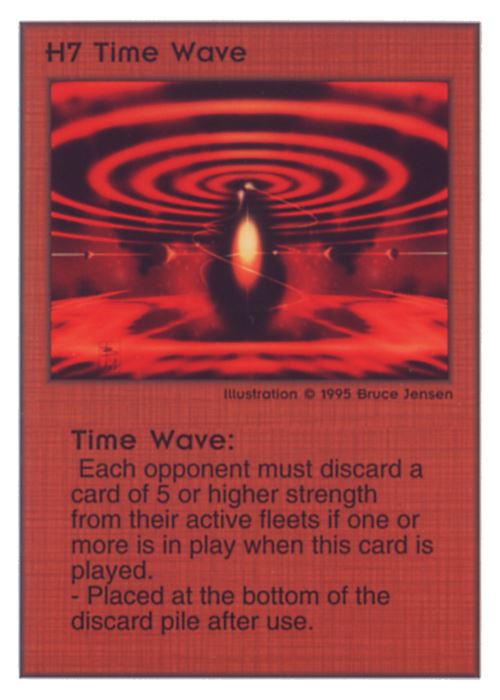 H7 Time Wave
Illustration © 1995 Bruce Jensen
Time Wave:
Each opponent must discard a
card of 5 or higher strength
from their active fleets if one or
more is in play when this card is
played.
- Placed at the bottom of the
discard pile after use.